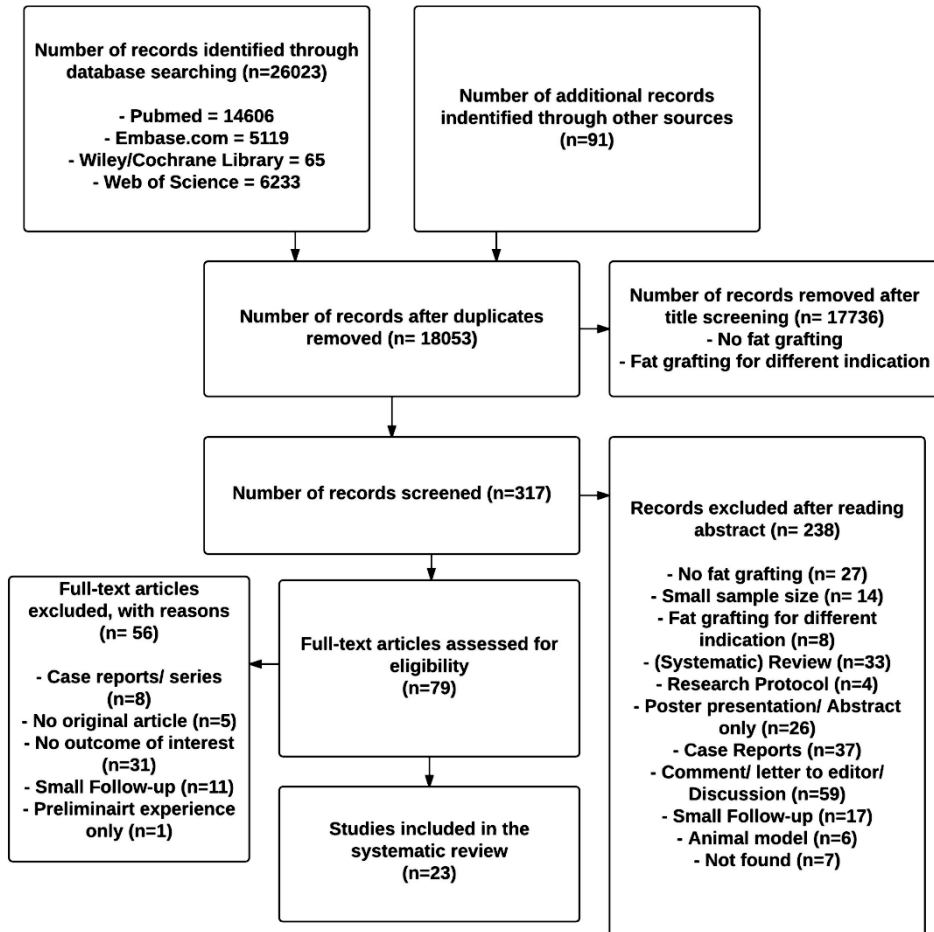 Number of records identified through
database searching (n=26023)
- Pubmed = 14606
- Embase.com = 5119
- Wiley/Cochrane Library = 65
- Web of Science = 6233
Number of additional records
indentified through other sources
(n=91)
Number of records after duplicates
removed (n= 18053)
Number of records removed after
title screening (n= 17736)
- No fat grafting
- Fat grafting for different indication
Number of records screened (n=317)
Records excluded after reading
abstract (n= 238)
- No fat grafting (n= 27)
- Small sample size (n= 14)
- Fat grafting for different
indication (n=8)
- (Systematic) Review (n=33)
- Research Protocol (n=4)
- Poster presentation/ Abstract
only (n=26)
- Case Reports (n=37)
- Comment/ letter to editor/
Discussion (n=59)
- Small Follow-up (n=17)
- Animal model (n=6)
- Not found (n=7)
Full-text articles assessed for
eligibility
(n=79)
Full-text articles
excluded, with reasons
(n= 56)
- Case reports/ series
(n=8)
- No original article (n=5)
- No outcome of interest
(n=31)
- Small Follow-up (n=11)
- Preliminairt experience
only (n=1)
Studies included in the
systematic review
(n=23)